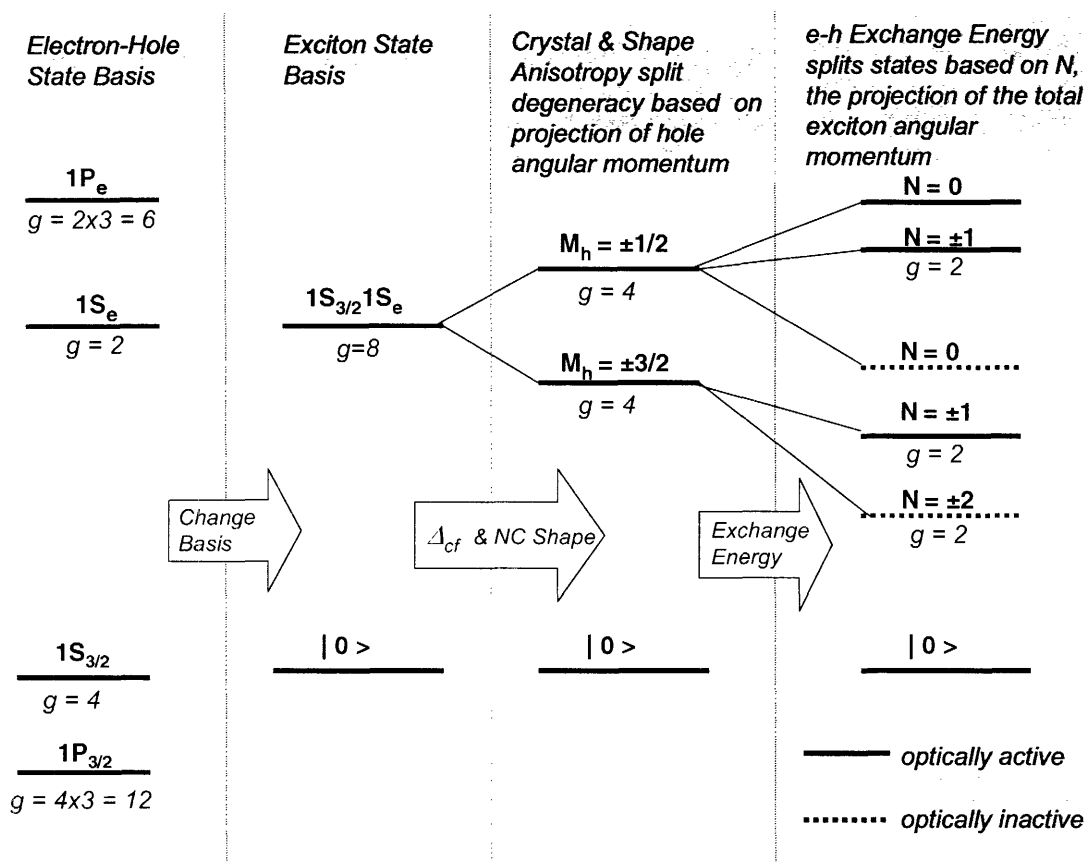 Electron-Hole
State Basis
1Pₑ
g = 2x3 = 6
1Sₑ
g = 2
1S₃/₂
g = 4
1P₃/₂
g = 4x3 = 12
Change
Basis
Exciton State
Basis
1S₃/₂1Sₑ
g=8
| 0 >
Δcf & NC Shape
Crystal & Shape
Anisotropy split
degeneracy based on
projection of hole
angular momentum
Mₕ = ±1/2
g = 4
Mₕ = ±3/2
g = 4
| 0 >
Exchange
Energy
e-h Exchange Energy
splits states based on N,
the projection of the total
exciton angular
momentum
N = 0
N = ±1
g = 2
N = 0
N = ±1
g = 2
N = ±2
g = 2
| 0 >
optically active
optically inactive